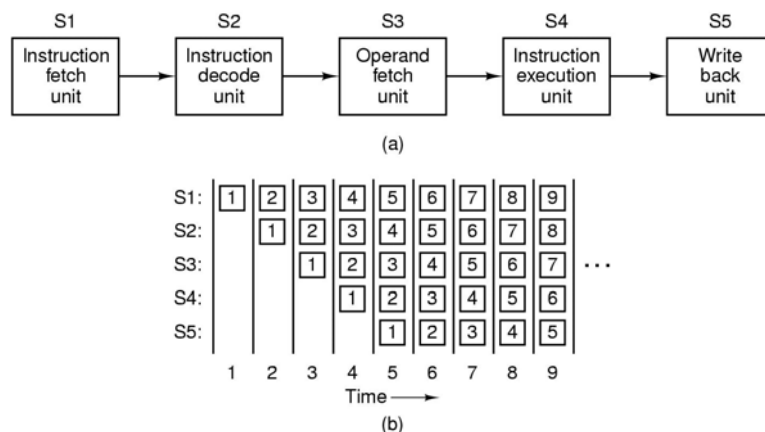 S1 S2 S3 S4 S5
Instruction fetch unit
Instruction decode unit
Operand fetch unit
Instruction execution unit
Write back unit
(a)
S1: 1 2 3 4 5 6 7 8 9
S2: 1 2 3 4 5 6 7 8
S3: 1 2 3 4 5 6 7 ...
S4: 1 2 3 4 5 6
S5: 1 2 3 4 5
1 2 3 4 5 6 7 8 9
Time
(b)